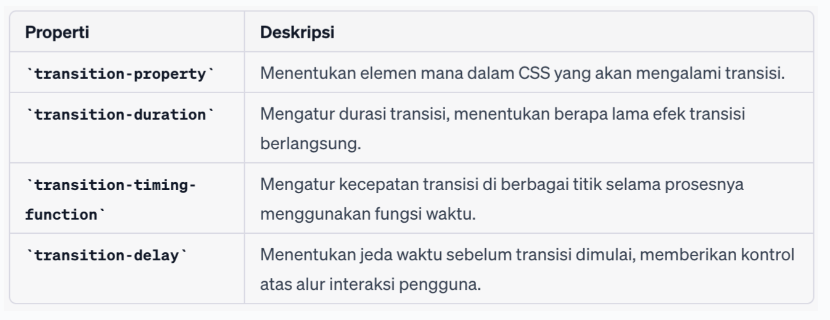 Properti Deskripsi
`transition-property` Menentukan elemen mana dalam CSS yang akan mengalami transisi.
`transition-duration` Mengatur durasi transisi, menentukan berapa lama efek transisi
berlangsung.
`transition-timing- Mengatur kecepatan transisi di berbagai titik selama prosesnya
function` menggunakan fungsi waktu.
`transition-delay` Menentukan jeda waktu sebelum transisi dimulai, memberikan kontrol
atas alur interaksi pengguna.